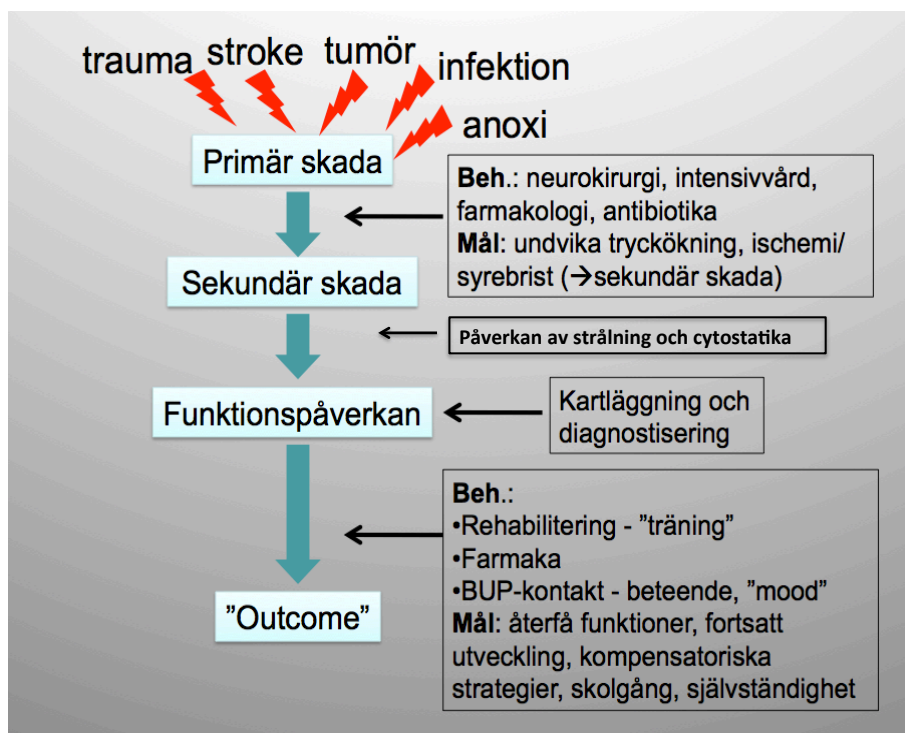 trauma
stroke
tumör
infektion
anoxi
Primär skada
Beh.: neurokirurgi, intensivvård,
farmakologi, antibiotika
Mål: undvika tryckökning, ischemi/
syrebrist (→sekundär skada)
Sekundär skada
Påverkan av strålning och cytostatika
Funktionspåverkan
Kartläggning och
diagnostisering
Beh.:
•Rehabilitering - ”träning”
•Farmaka
•BUP-kontakt - beteende, ”mood”
Mål: återfå funktioner, fortsatt
utveckling, kompensatoriska
strategier, skolgång, självständighet
”Outcome”